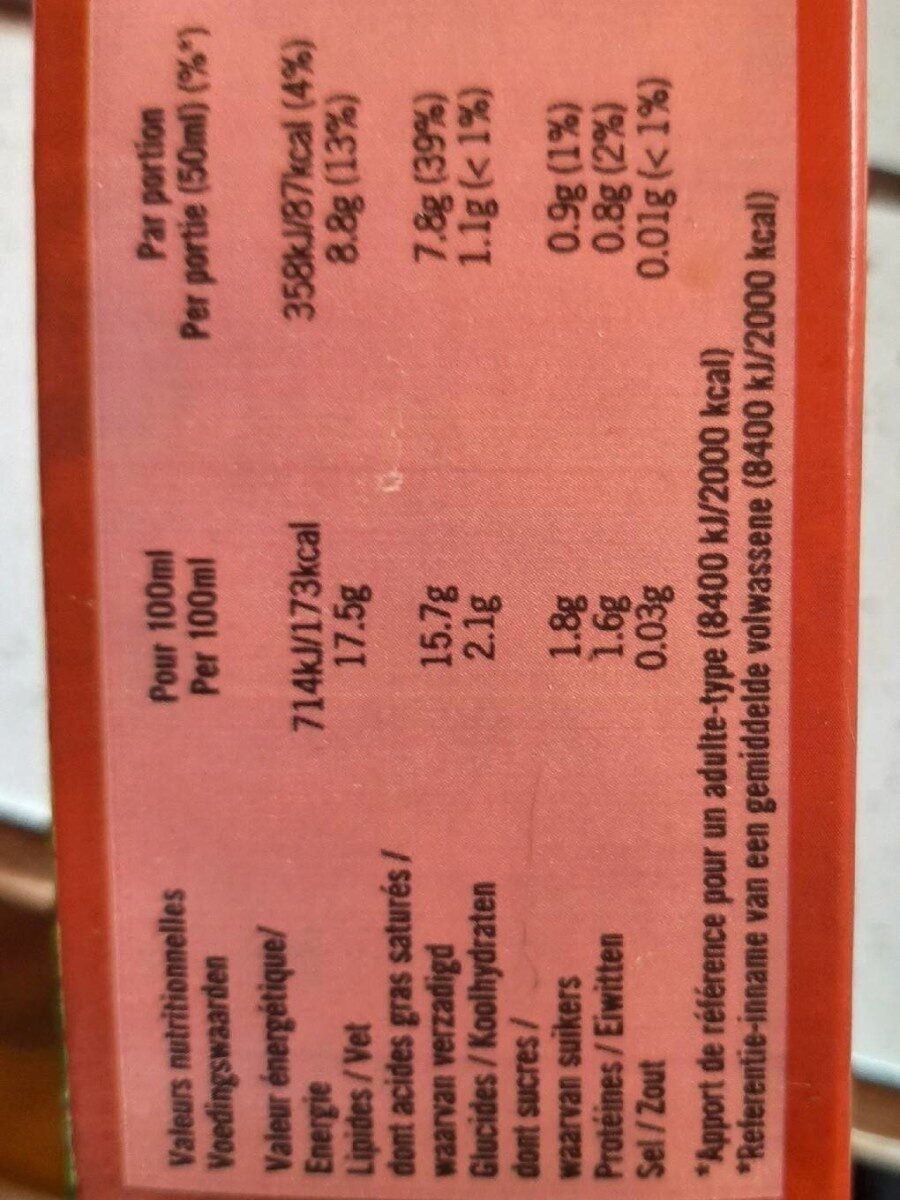 Valeurs nutritionnelles Pour 100ml Par portion
Voedingswaarden Per 100ml Per portie (50ml) (%*)
Valeur énergétique/
Energie 714kJ/173kcal 358kJ/87kcal (4%)
Lipides / Vet 17.5g 8.8g (13%)
dont acides gras saturés /
waarvan verzadigd 15.7g 7.8g (39%)
Glucides / Koolhydraten 2.1g 1.1g (< 1%)
dont sucres /
waarvan suikers 1.8g 0.9g (1%)
Protéines / Eiwitten 1.6g 0.8g (2%)
Sel / Zout 0.03g 0.01g (< 1%)
*Apport de référence pour un adulte-type (8400 kJ/2000 kcal)
*Referentie-inname van een gemiddelde volwassene (8400 kJ/2000 kcal)